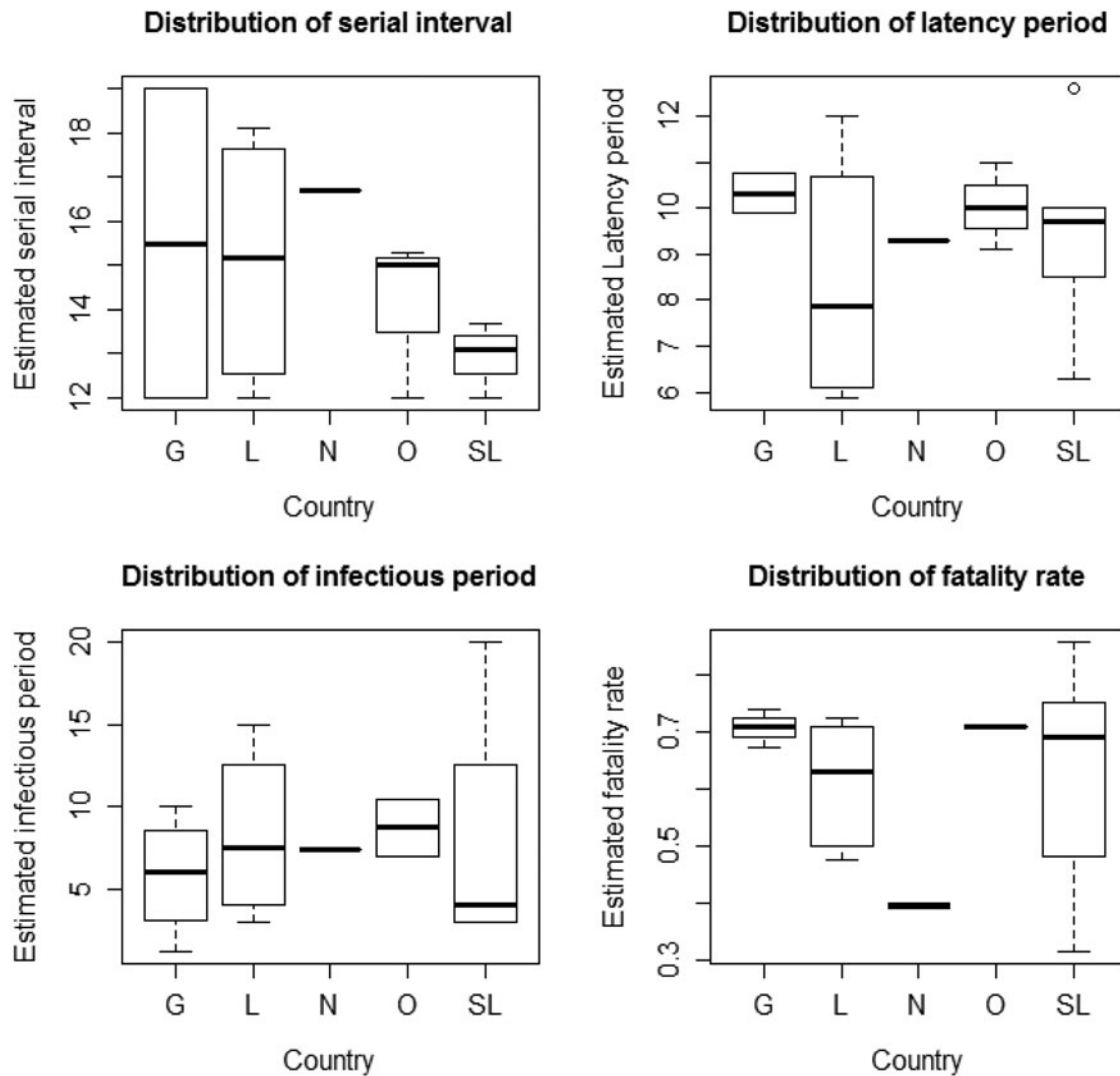 Distribution of serial interval
Estimated serial interval
18
16
14
12
G L N O SL
Country
Distribution of latency period
Estimated Latency period
12
10
9
8
7
6
G L N O SL
Country
Distribution of infectious period
Estimated infectious period
20
15
10
5
G L N O SL
Country
Distribution of fatality rate
Estimated fatality rate
0.7
0.5
0.3
G L N O SL
Country